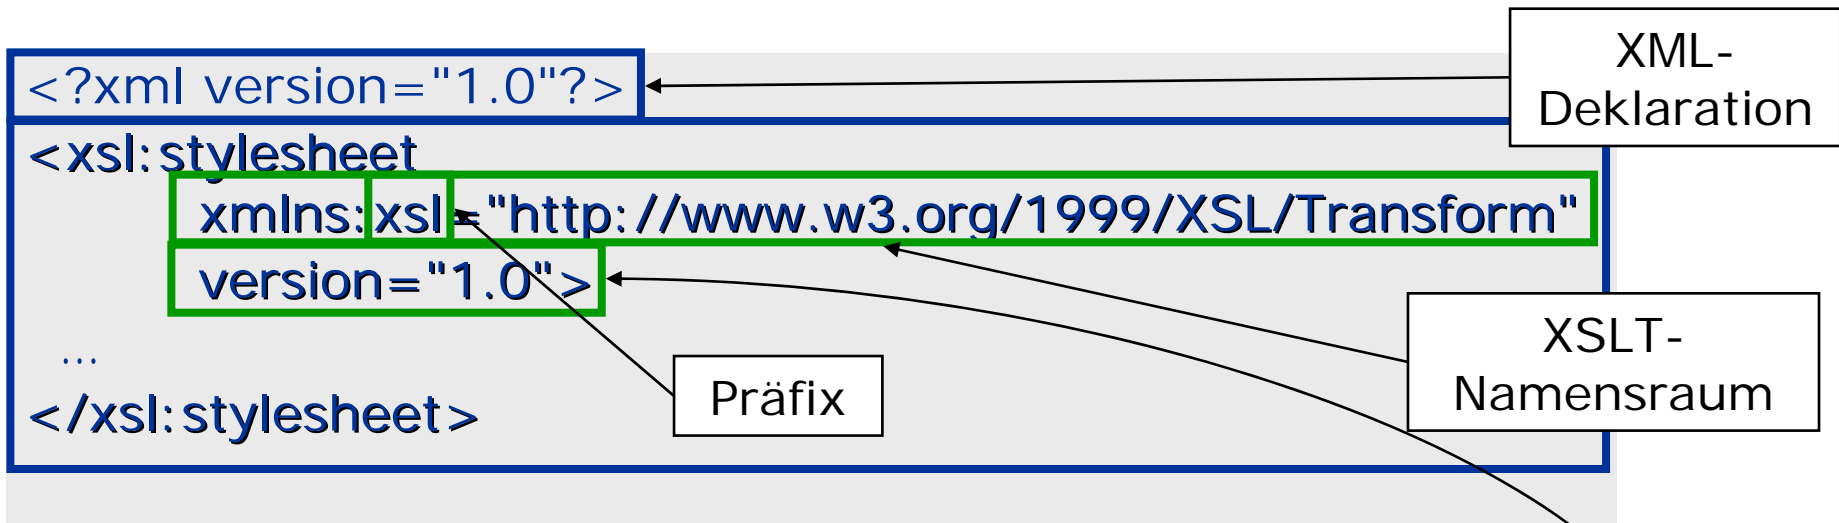 <?xml version="1.0"?>
<xsl:stylesheet
xmlns:xsl="http://www.w3.org/1999/XSL/Transform"
version="1.0">
...
</xsl:stylesheet>
XML-
Deklaration
XSLT-
Namensraum
Präfix